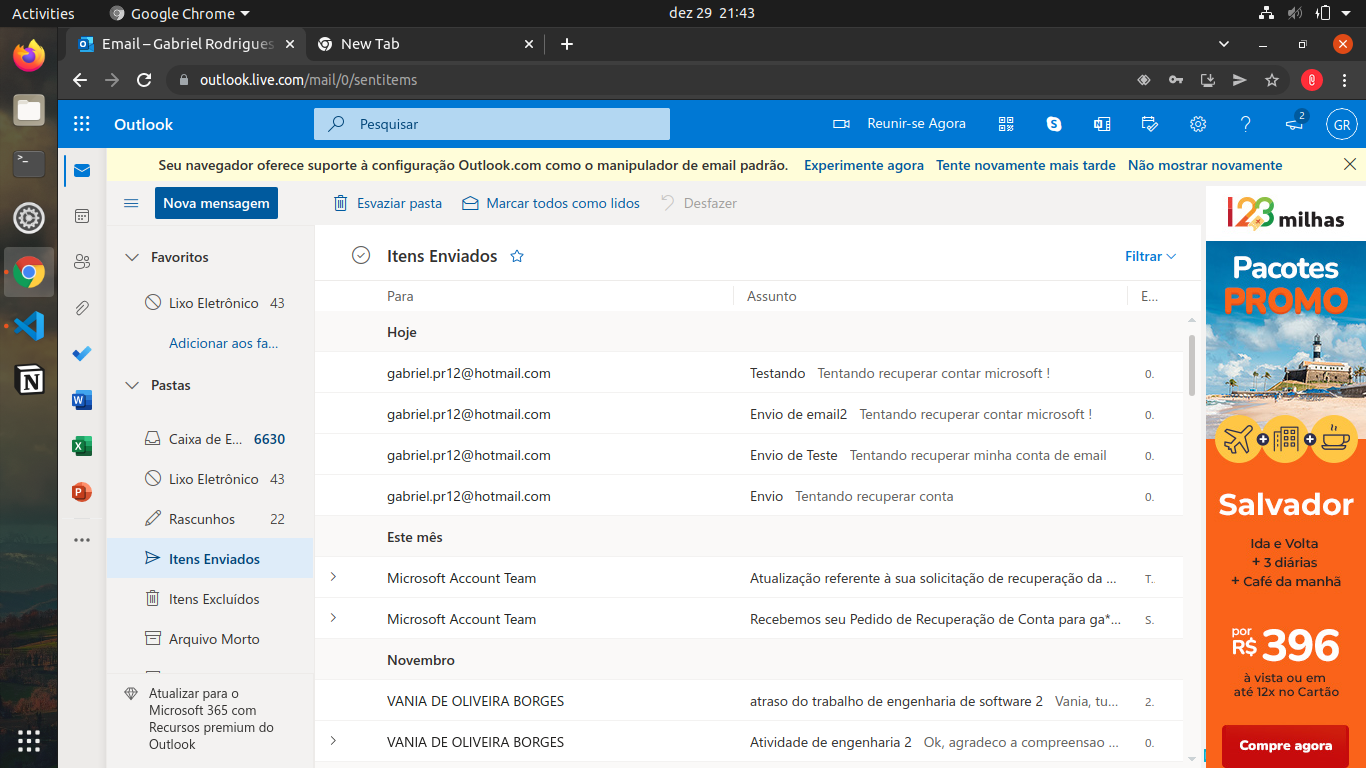 Activities
Google Chrome
dez 29 21:43
Email – Gabriel Rodrigues
New Tab
outlook.live.com/mail/0/sentitems
Outlook
Pesquisar
Reunir-se Agora
2
GR
Seu navegador oferece suporte à configuração Outlook.com como o manipulador de email padrão. Experimente agora Tente novamente mais tarde Não mostrar novamente
Nova mensagem
Esvaziar pasta
Marcar todos como lidos
Desfazer
Favoritos
Lixo Eletrônico 43
Adicionar aos fa...
Pastas
Caixa de E... 6630
Lixo Eletrônico 43
Rascunhos 22
Itens Enviados
Itens Excluídos
Arquivo Morto
Atualizar para o
Microsoft 365 com
Recursos premium do
Outlook
Itens Enviados
Filtrar
Para Assunto E...
Hoje
gabriel.pr12@hotmail.com Testando Tentando recuperar contar microsoft ! 0.
gabriel.pr12@hotmail.com Envio de email2 Tentando recuperar contar microsoft ! 0.
gabriel.pr12@hotmail.com Envio de Teste Tentando recuperar minha conta de email 0.
gabriel.pr12@hotmail.com Envio Tentando recuperar conta 0.
Este mês
Microsoft Account Team Atualização referente à sua solicitação de recuperação da ... T.
Microsoft Account Team Recebemos seu Pedido de Recuperação de Conta para ga*... S.
Novembro
VANIA DE OLIVEIRA BORGES atraso do trabalho de engenharia de software 2 Vania, tu... 2.
VANIA DE OLIVEIRA BORGES Atividade de engenharia 2 Ok, agradeco a compreensao ... 0.
123 milhas
Pacotes
PROMO
Salvador
Ida e Volta
+ 3 diárias
+ Café da manhã
por
R$ 396
à vista ou em
até 12x no Cartão
Compre agora